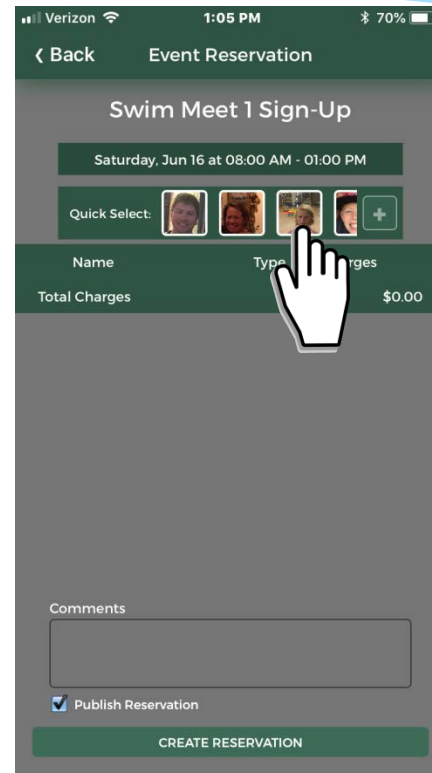 Verizon 1:05 PM 70%
Back Event Reservation
Swim Meet 1 Sign-Up
Saturday, Jun 16 at 08:00 AM - 01:00 PM
Quick Select: +
Name Type
Total Charges $0.00
Comments
Publish Reservation
CREATE RESERVATION